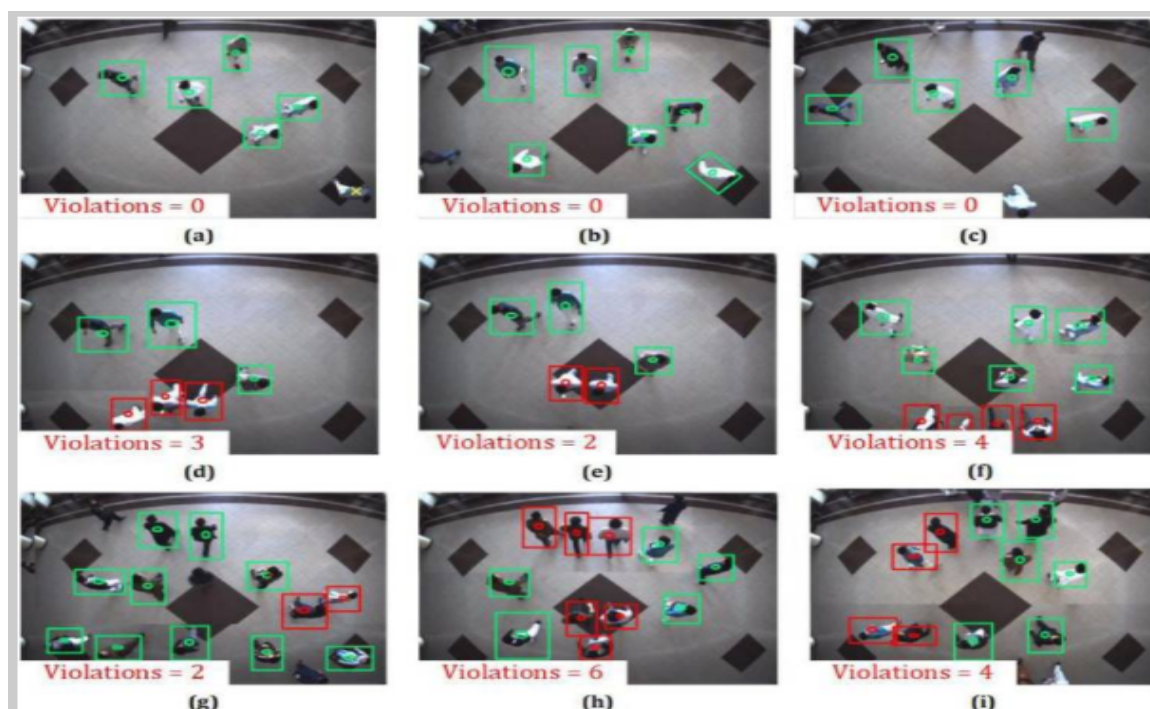 Violations = 0
Violations = 0
Violations = 0
(a)
(b)
(c)
Violations = 3
Violations = 2
Violations = 4
(d)
(e)
(f)
Violations = 2
Violations = 6
Violations = 4
(g)
(h)
(i)